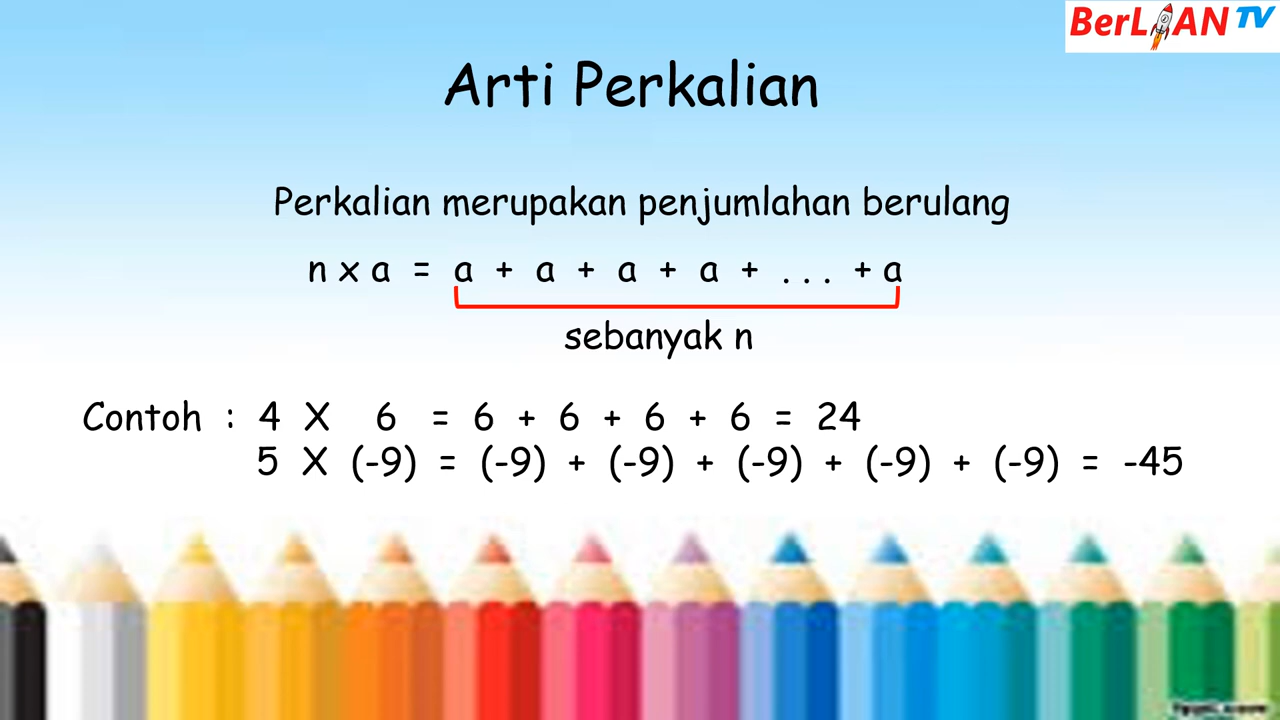 BerLIAN TV
Arti Perkalian
Perkalian merupakan penjumlahan berulang
n x a = a + a + a + a + . . . + a
sebanyak n
Contoh : 4 X 6 = 6 + 6 + 6 + 6 = 24
5 X (-9) = (-9) + (-9) + (-9) + (-9) + (-9) = -45